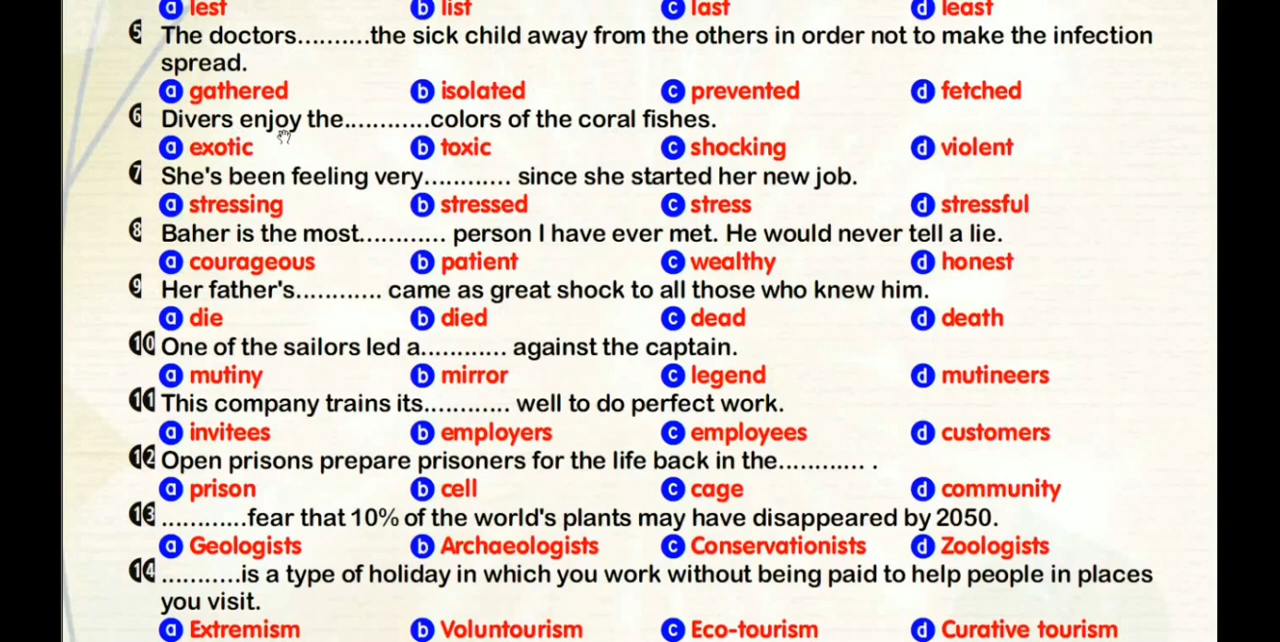 a lest b list c last d least
5 The doctors..........the sick child away from the others in order not to make the infection
spread.
a gathered b isolated c prevented d fetched
6 Divers enjoy the............colors of the coral fishes.
a exotic b toxic c shocking d violent
7 She's been feeling very............ since she started her new job.
a stressing b stressed c stress d stressful
8 Baher is the most............ person I have ever met. He would never tell a lie.
a courageous b patient c wealthy d honest
9 Her father's............ came as great shock to all those who knew him.
a die b died c dead d death
10 One of the sailors led a............ against the captain.
a mutiny b mirror c legend d mutineers
11 This company trains its............ well to do perfect work.
a invitees b employers c employees d customers
12 Open prisons prepare prisoners for the life back in the............ .
a prison b cell c cage d community
13 ............fear that 10% of the world's plants may have disappeared by 2050.
a Geologists b Archaeologists c Conservationists d Zoologists
14 ...........is a type of holiday in which you work without being paid to help people in places
you visit.
a Extremism b Voluntourism c Eco-tourism d Curative tourism